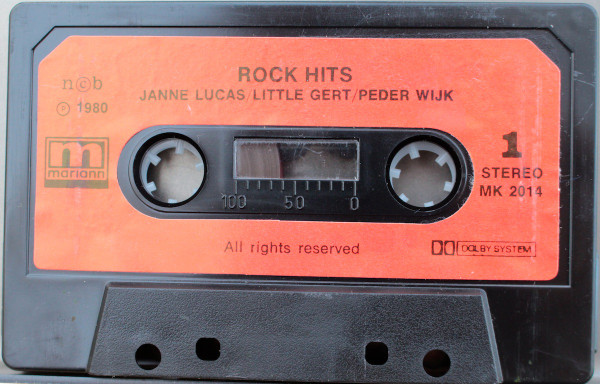 ROCK HITS
JANNE LUCAS/LITTLE GERT/PEDER WIJK
n©b
℗ 1980
m
mariann
1
STEREO
MK 2014
100 50 0
All rights reserved
DOLBY SYSTEM